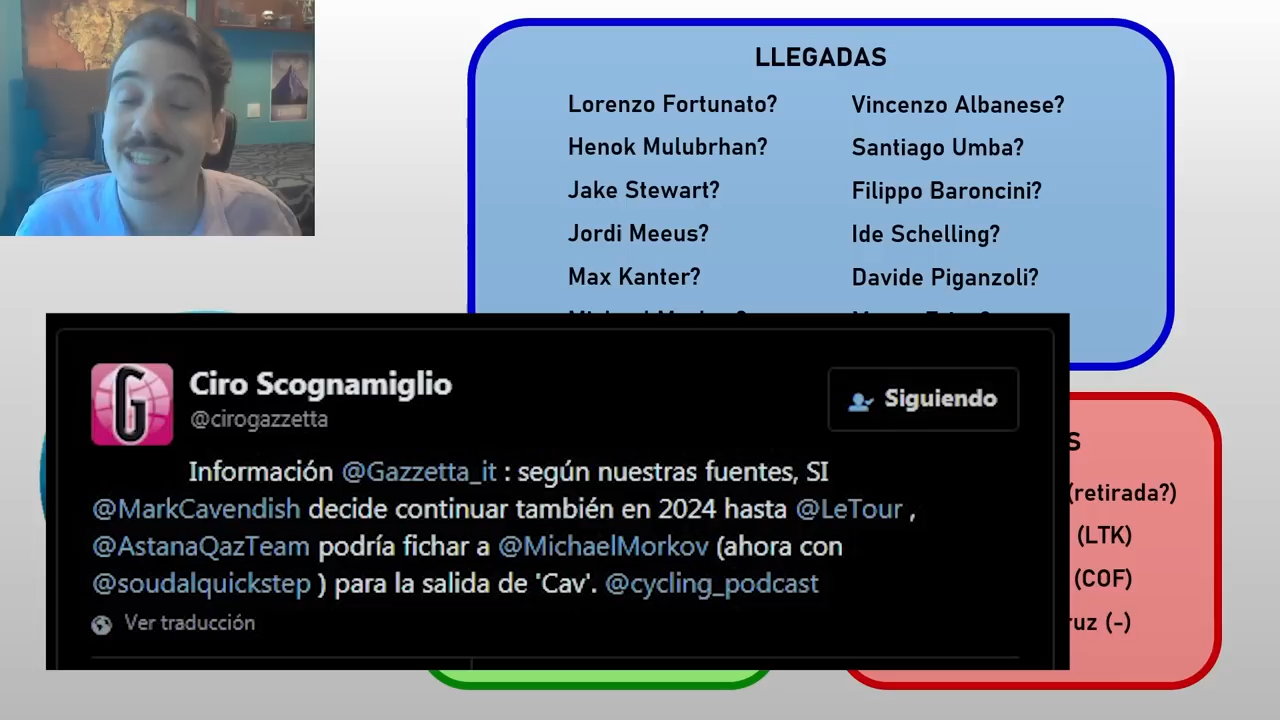 LLEGADAS
Lorenzo Fortunato? Vincenzo Albanese?
Henok Mulubrhan? Santiago Umba?
Jake Stewart? Filippo Baroncini?
Jordi Meeus? Ide Schelling?
Max Kanter? Davide Piganzoli?
Ciro Scognamiglio
@cirogazzetta
Siguiendo
Información @Gazzetta_it : según nuestras fuentes, SI
@MarkCavendish decide continuar también en 2024 hasta @LeTour ,
@AstanaQazTeam podría fichar a @MichaelMorkov (ahora con
@soudalquickstep ) para la salida de 'Cav'. @cycling_podcast
Ver traducción
S
(retirada?)
(LTK)
(COF)
ruz (-)